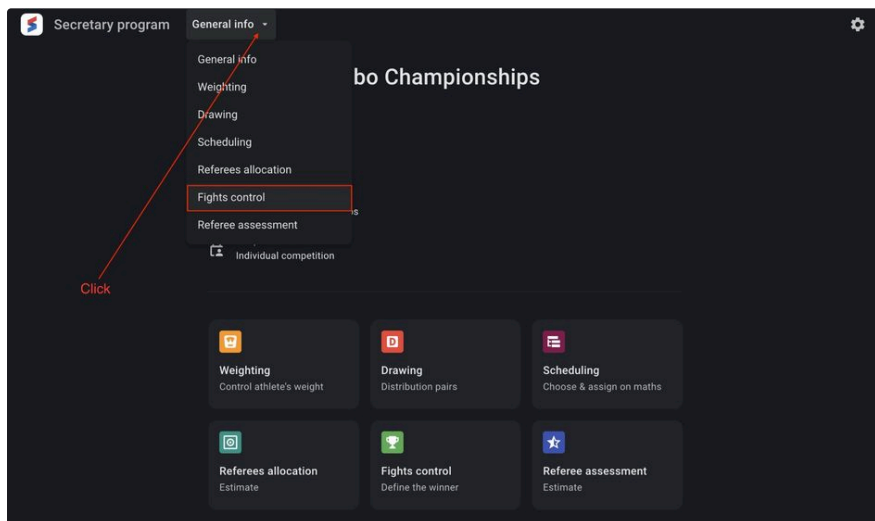 Secretary program
General info
General info
bo Championships
Weighting
Drawing
Scheduling
Referees allocation
Fights control
Referee assessment
Individual competition
Click
Weighting
Control athlete's weight
Drawing
Distribution pairs
Scheduling
Choose & assign on maths
Referees allocation
Estimate
Fights control
Define the winner
Referee assessment
Estimate